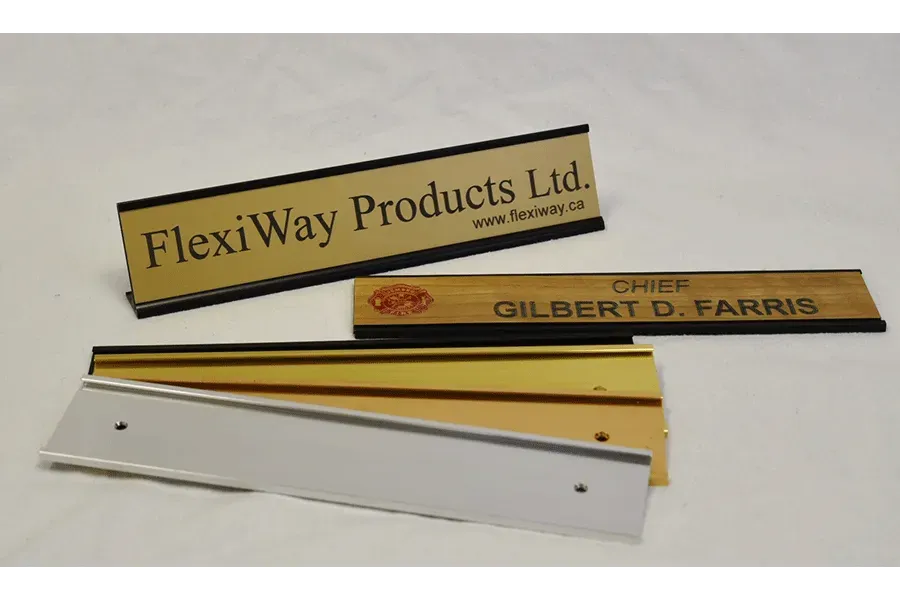 FlexiWay Products Ltd.
www.flexiway.ca
CHIEF
GILBERT D. FARRIS